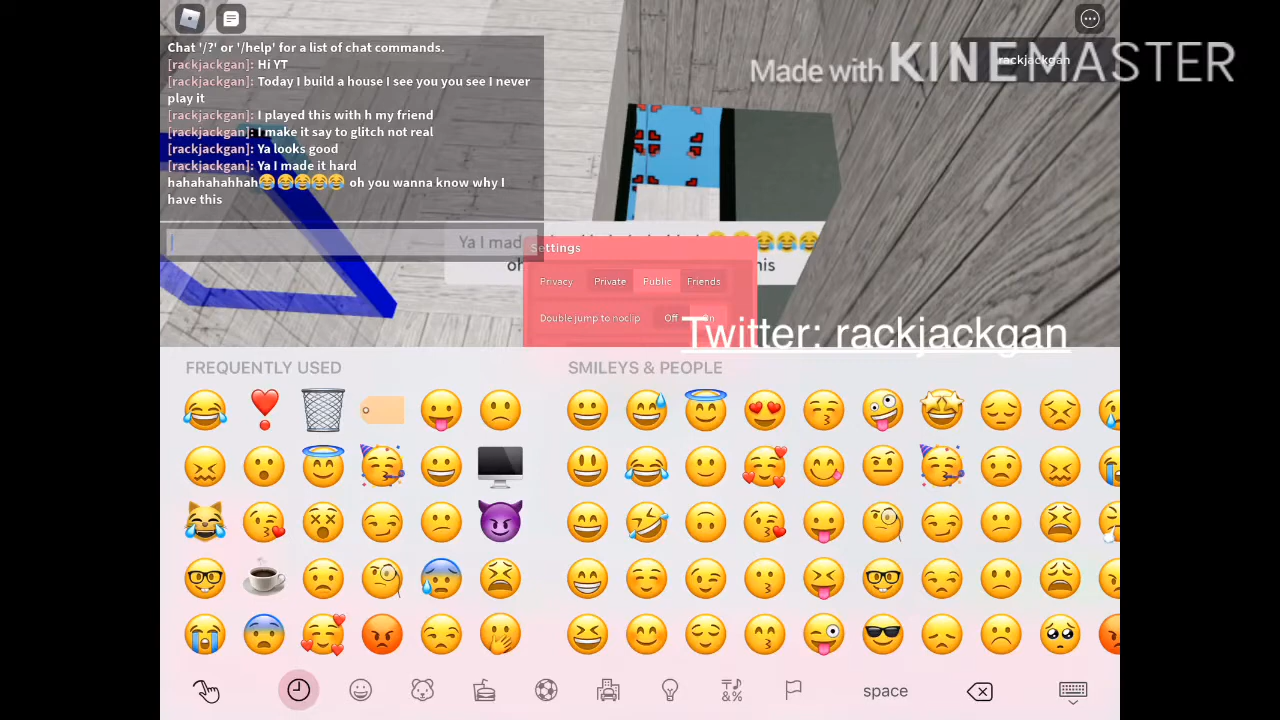 Chat '/?' or '/help' for a list of chat commands.
[rackjackgan]: Hi YT
[rackjackgan]: Today I build a house I see you you see I never
play it
[rackjackgan]: I played this with h my friend
[rackjackgan]: I make it say to glitch not real
[rackjackgan]: Ya looks good
[rackjackgan]: Ya I made it hard
hahahahahhah😂😂😂😂😂 oh you wanna know why I
have this
Made with KINEMASTER
rackjackgan
Ya I mad
oh
his
Settings
Privacy Private Public Friends
Double jump to noclip Off On
Twitter: rackjackgan
FREQUENTLY USED
SMILEYS & PEOPLE
space